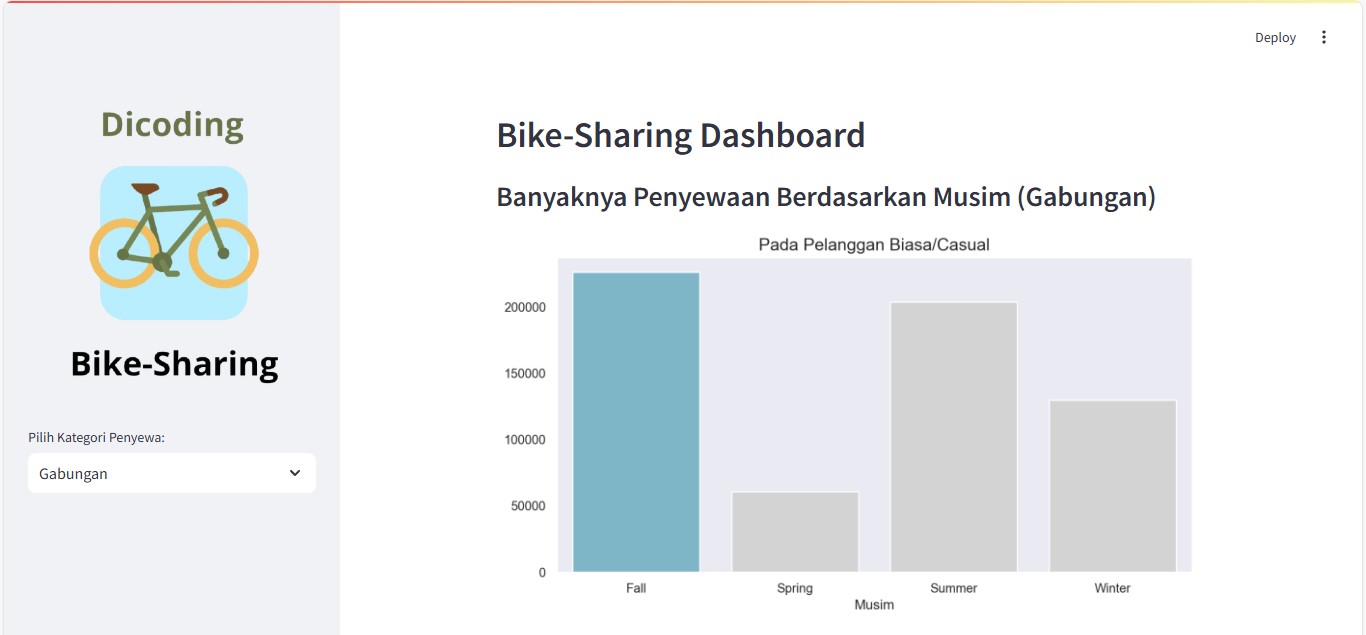 Deploy
Dicoding
Bike-Sharing
Pilih Kategori Penyewa:
Gabungan
Bike-Sharing Dashboard
Banyaknya Penyewaan Berdasarkan Musim (Gabungan)
Pada Pelanggan Biasa/Casual
200000
150000
100000
50000
0
Fall Spring Summer Winter
Musim